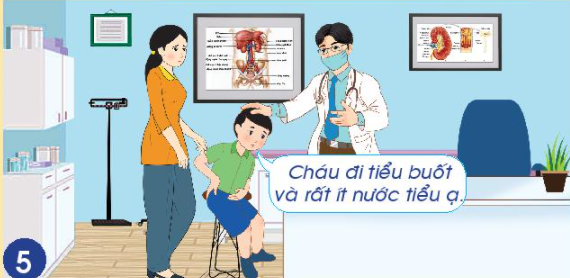 Cháu đi tiểu buốt
và rất ít nước tiểu ạ.
5